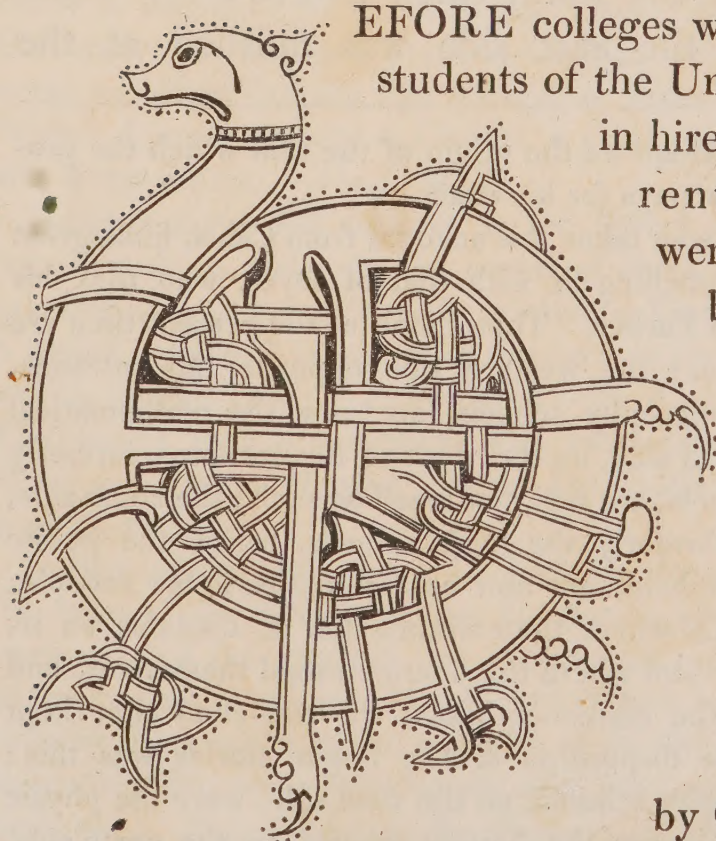 EFORE colleges w
students of the Un
in hire
ren
wer
b
by